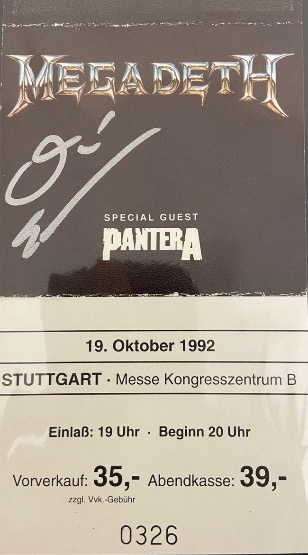 MEGADETH
SPECIAL GUEST
PANTERA
19. Oktober 1992
STUTTGART · Messe Kongresszentrum B
Einlaß: 19 Uhr · Beginn 20 Uhr
Vorverkauf: 35,- Abendkasse: 39,-
zzgl. Vvk.-Gebühr
0326